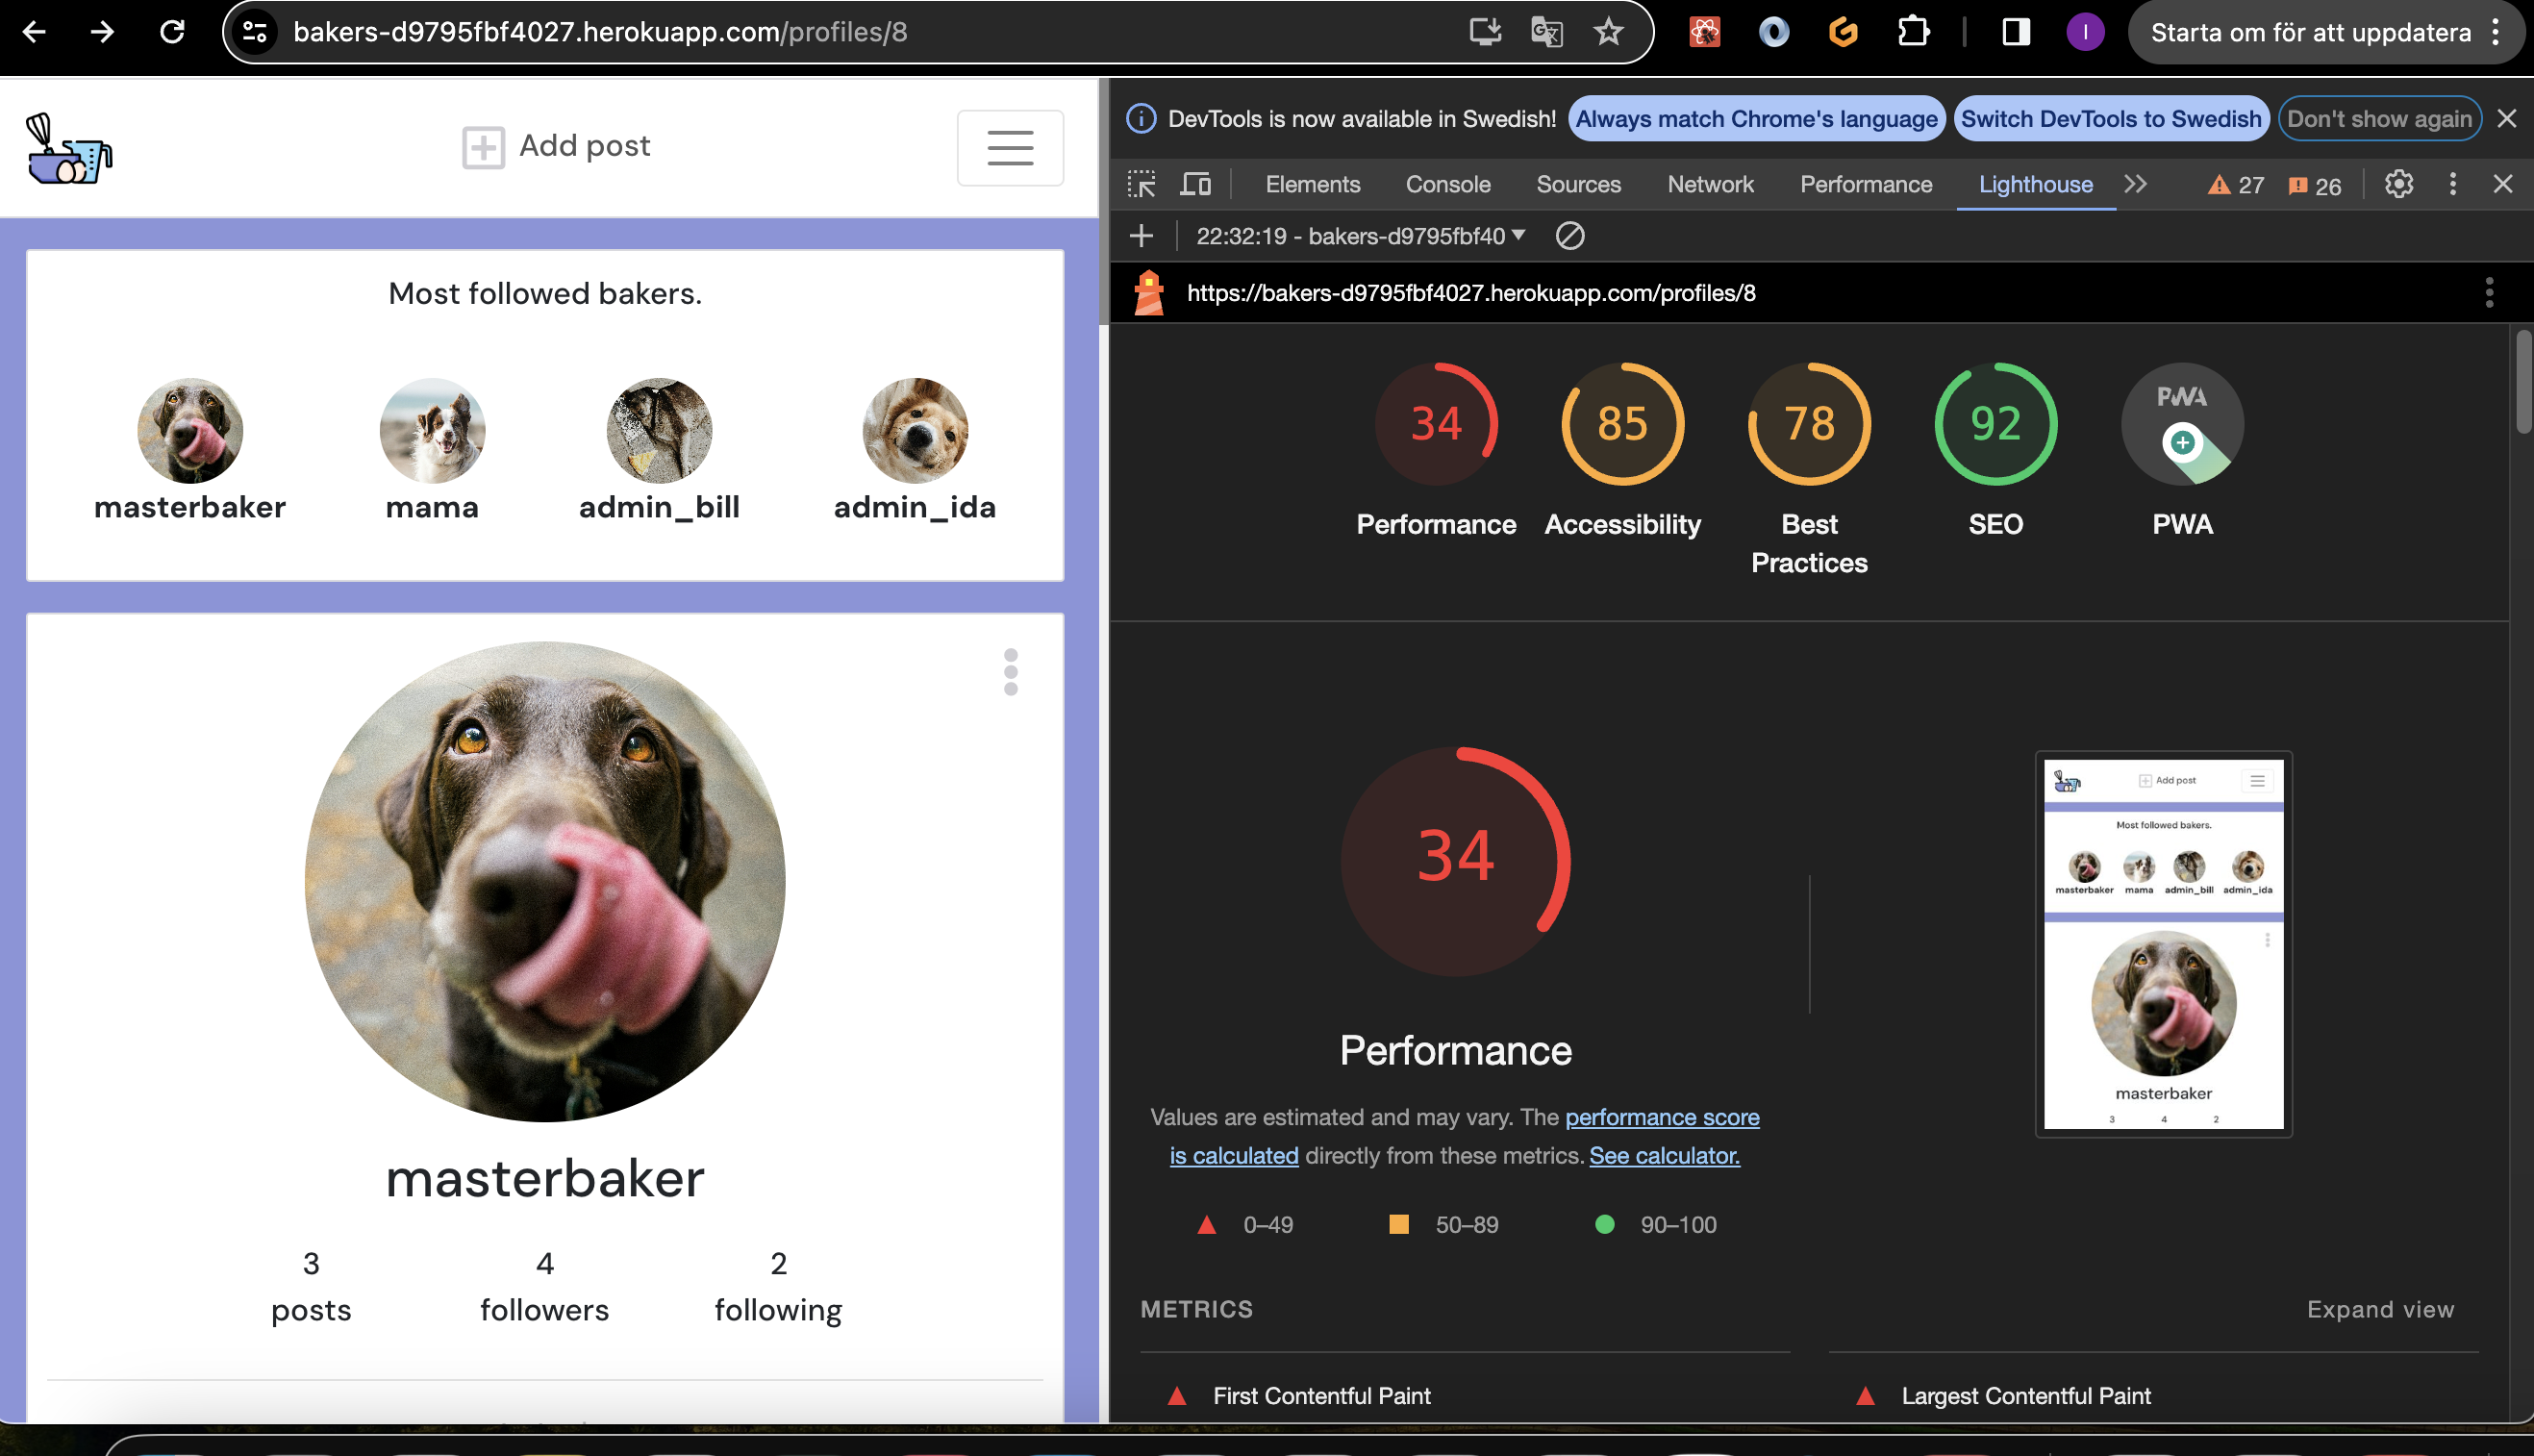 bakers-d9795fbf4027.herokuapp.com/profiles/8
I
Starta om för att uppdatera
Add post
Most followed bakers.
masterbaker
mama
admin_bill
admin_ida
masterbaker
3
4
2
posts
followers
following
DevTools is now available in Swedish!
Always match Chrome's language
Switch DevTools to Swedish
Don't show again
Elements
Console
Sources
Network
Performance
Lighthouse
27
26
22:32:19 - bakers-d9795fbf40
https://bakers-d9795fbf4027.herokuapp.com/profiles/8
34
85
78
92
PWA
Performance
Accessibility
Best
Practices
SEO
PWA
34
Performance
Values are estimated and may vary. The performance score
is calculated directly from these metrics. See calculator.
0–49
50–89
90–100
Add post
Most followed bakers.
masterbaker
mama
admin_bill
admin_ida
masterbaker
3
4
2
METRICS
Expand view
First Contentful Paint
Largest Contentful Paint